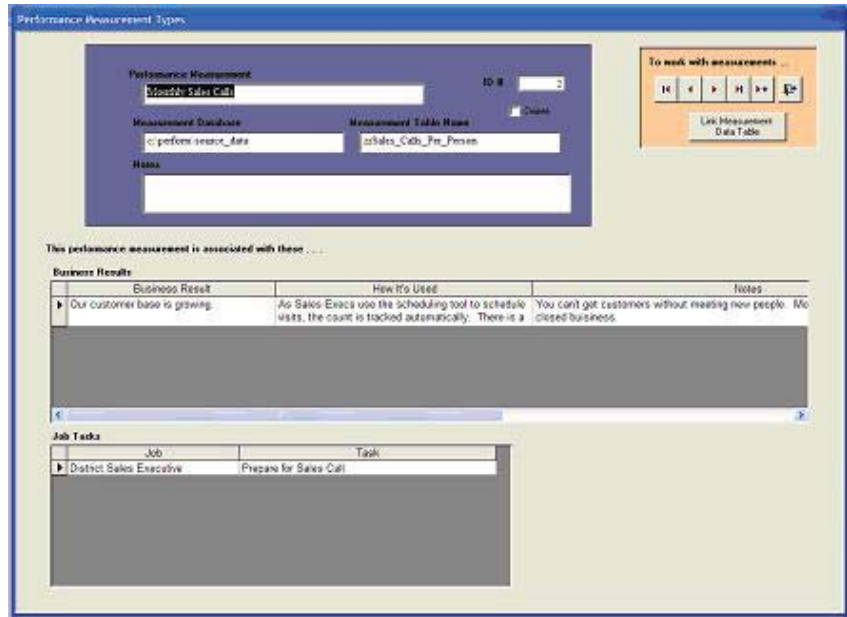 Performance Measurement Types
Performance Measurement
ID #
Monthly Sales Calls
2
Delete
Measurement Database
Measurement Table Name
c:\perform\source_data
zzSales_Calls_Per_Person
Notes
To work with measurements ...
Link Measurement
Data Table
This performance measurement is associated with these . . .
Business Results
Business Result
How It's Used
Notes
Our customer base is growing.
As Sales Execs use the scheduling tool to schedule
visits, the count is tracked automatically. There is a
You can't get customers without meeting new people. Mo
closed buisiness.
Job Tasks
Job
Task
District Sales Executive
Prepare for Sales Call